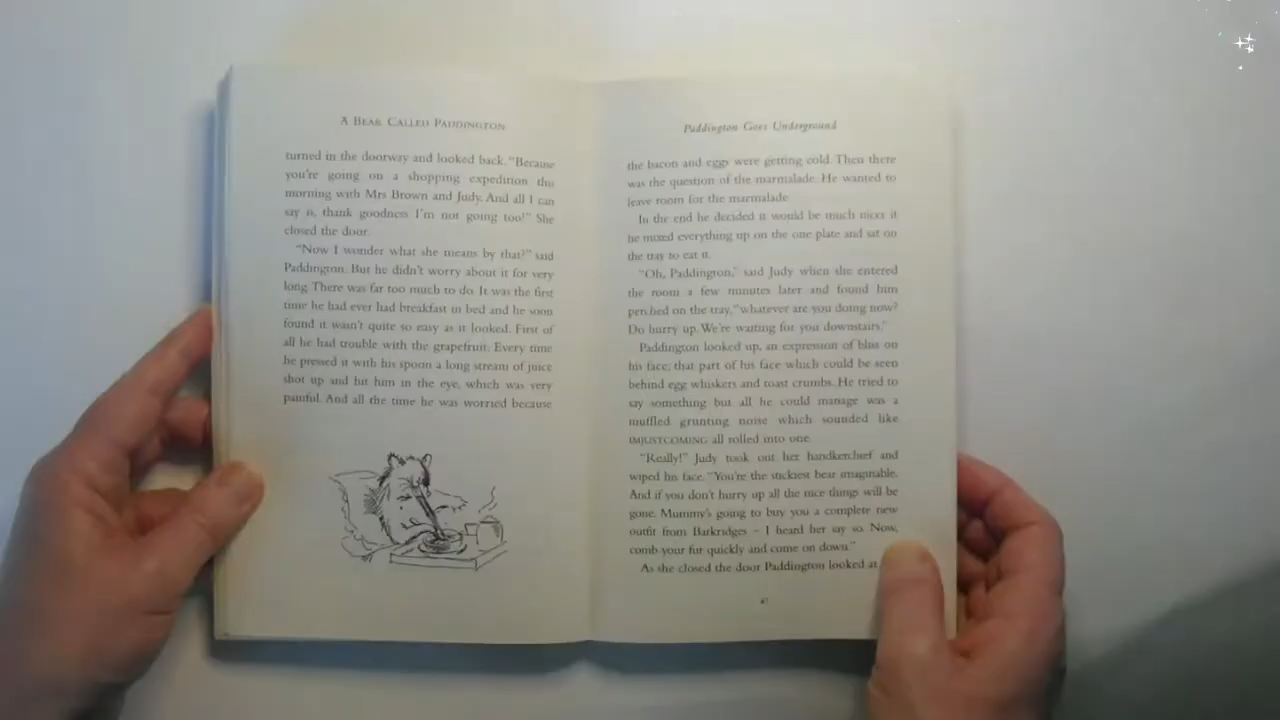 A BEAR CALLED PADDINGTON
turned in the doorway and looked back. "Because
you're going on a shopping expedition this
morning with Mrs Brown and Judy. And all I can
say is, thank goodness I'm not going too!" She
closed the door.
"Now I wonder what she means by that?" said
Paddington. But he didn't worry about it for very
long. There was far too much to do. It was the first
time he had ever had breakfast in bed and he soon
found it wasn't quite so easy as it looked. First of
all he had trouble with the grapefruit. Every time
he pressed it with his spoon a long stream of juice
shot up and hit him in the eye, which was very
painful. And all the time he was worried because
Paddington Goes Underground
the bacon and eggs were getting cold. Then there
was the question of the marmalade. He wanted to
leave room for the marmalade.
In the end he decided it would be much nicer if
he mixed everything up on the one plate and sat on
the tray to eat it.
"Oh, Paddington," said Judy when she entered
the room a few minutes later and found him
perched on the tray, "whatever are you doing now?
Do hurry up. We're waiting for you downstairs."
Paddington looked up, an expression of bliss on
his face; that part of his face which could be seen
behind egg whiskers and toast crumbs. He tried to
say something but all he could manage was a
muffled grunting noise which sounded like
IMJUSTCOMING all rolled into one.
"Really!" Judy took out her handkerchief and
wiped his face. "You're the stickiest bear imaginable.
And if you don't hurry up all the nice things will be
gone. Mummy's going to buy you a complete new
outfit from Barkridges – I heard her say so. Now,
comb your fur quickly and come on down."
As she closed the door Paddington looked at
47